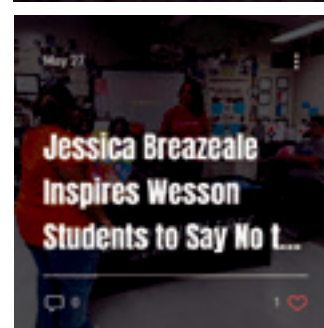 May 27
Jessica Breazeale
Inspires Wesson
Students to Say No t...
0
1